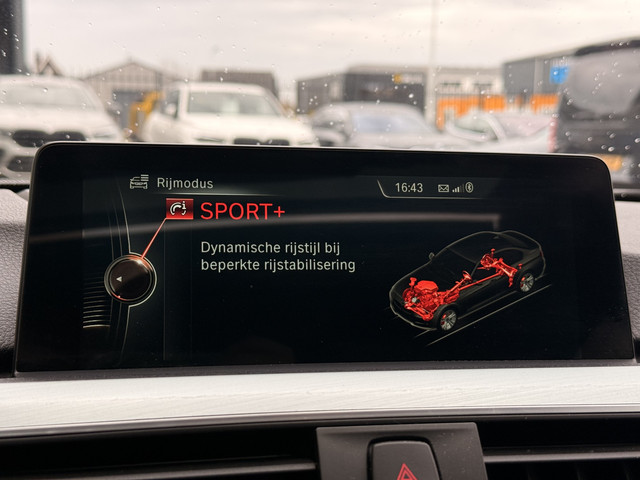 Rijmodus
16:43
SPORT+
Dynamische rijstijl bij
beperkte rijstabilisering